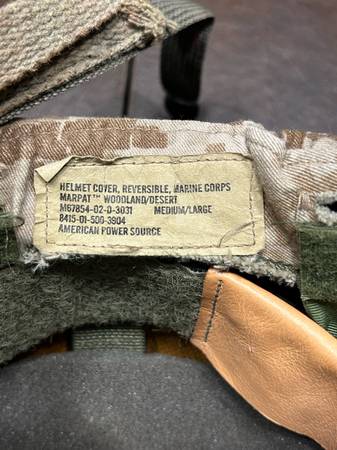 HELMET COVER, REVERSIBLE, MARINE CORPS
MARPAT™ WOODLAND/DESERT
M67854-02-D-3031 MEDIUM/LARGE
8415-01-500-3904
AMERICAN POWER SOURCE